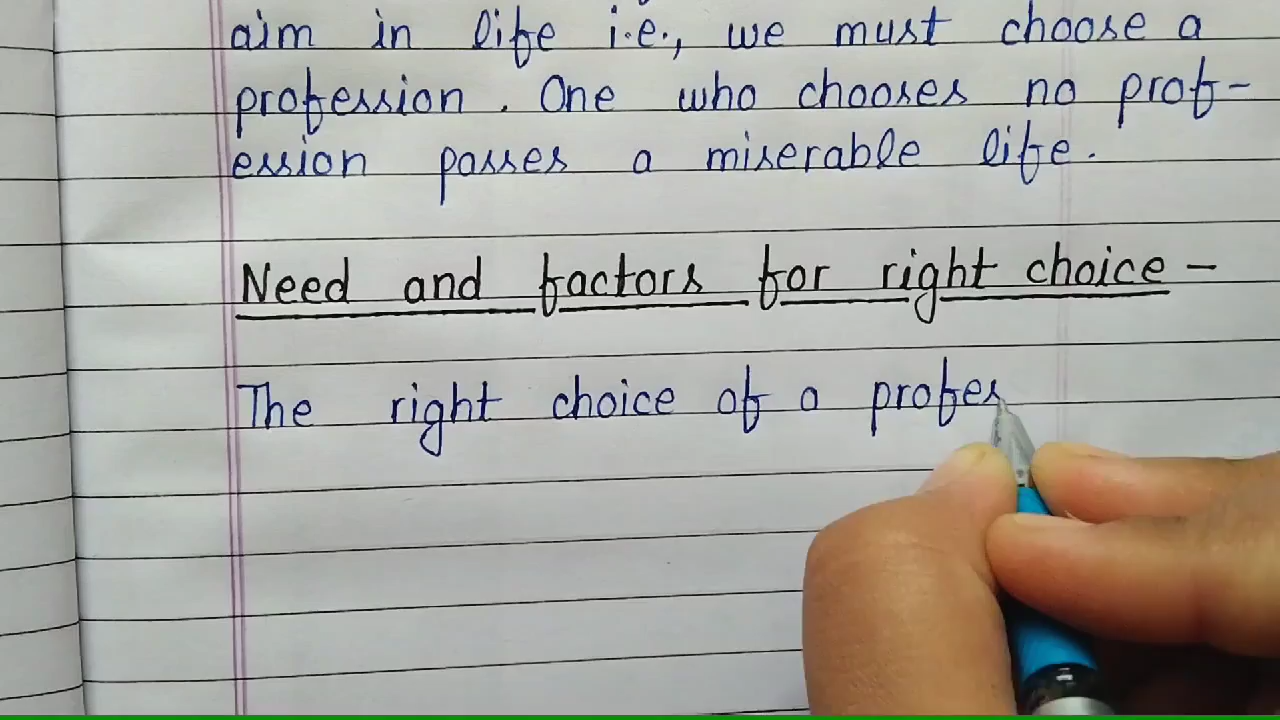 aim in life i.e., we must choose a
profession. One who chooses no prof-
ession passes a miserable life.
Need and factors for right choice -
The right choice of a profes